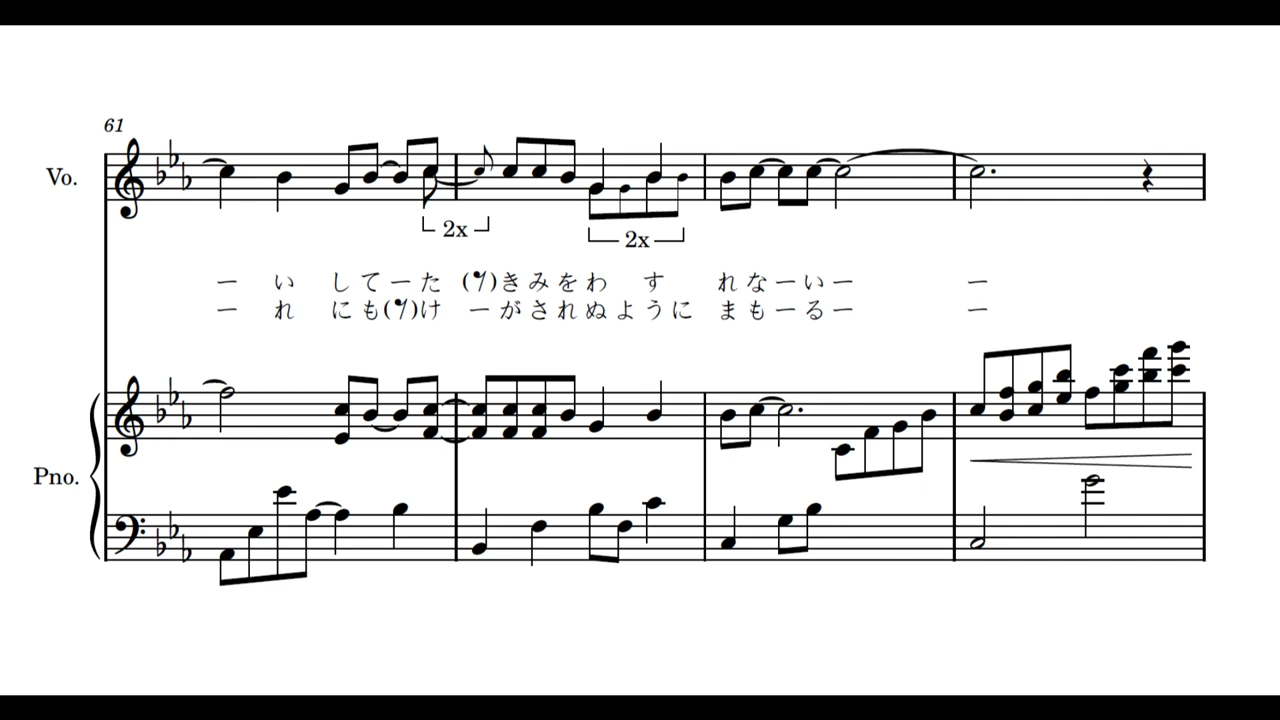 61
Vo.
2x
2x
ー い し て ー た (𝄾) き み を わ す れ な ー い ー ー
ー れ に も (𝄾) け ー が さ れ ぬ よ う に ま も ー る ー ー
Pno.